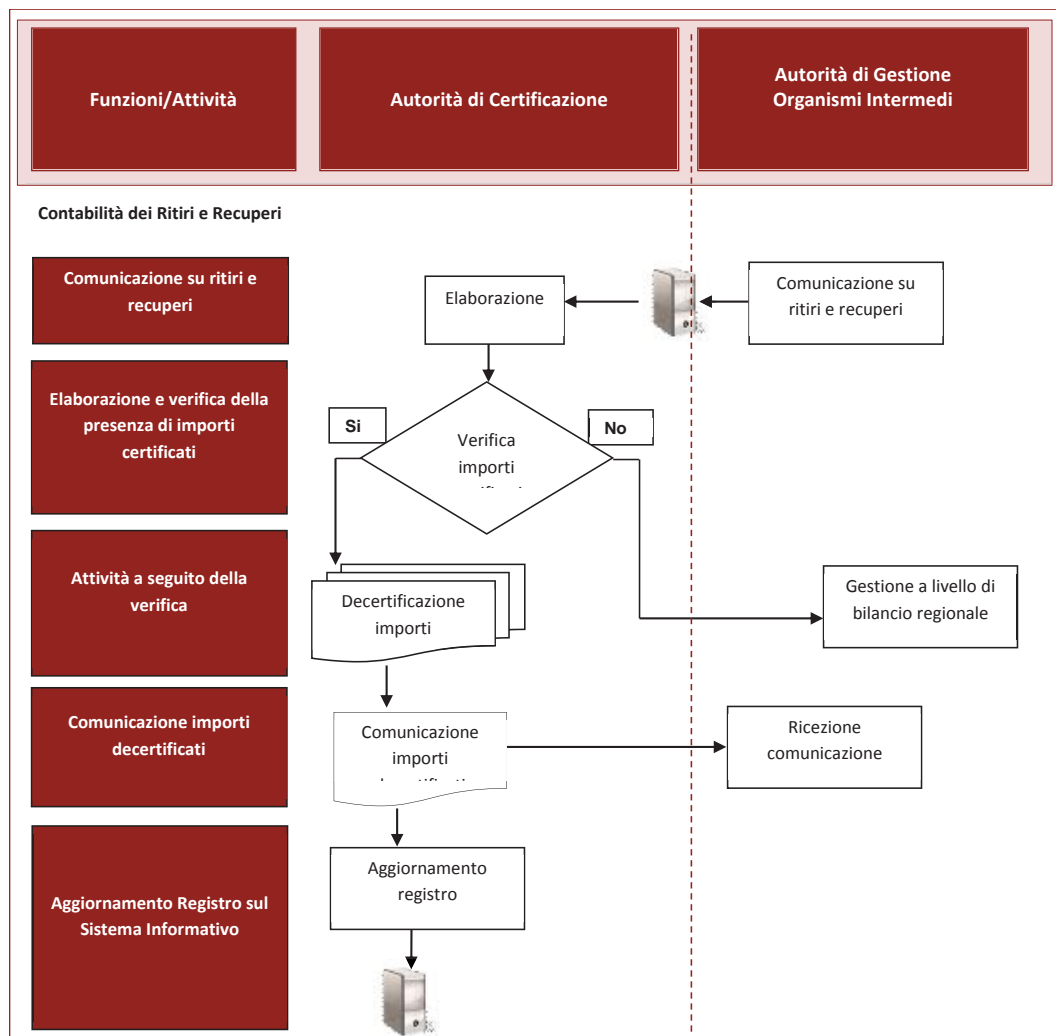 Funzioni/Attività
Autorità di Certificazione
Autorità di Gestione
Organismi Intermedi
Contabilità dei Ritiri e Recuperi
Comunicazione su ritiri e
recuperi
Elaborazione
Comunicazione su
ritiri e recuperi
Elaborazione e verifica della
presenza di importi
certificati
Si
No
Verifica
importi
Attività a seguito della
verifica
Decertificazione
importi
Gestione a livello di
bilancio regionale
Comunicazione importi
decertificati
Comunicazione
importi
Ricezione
comunicazione
Aggiornamento Registro sul
Sistema Informativo
Aggiornamento
registro